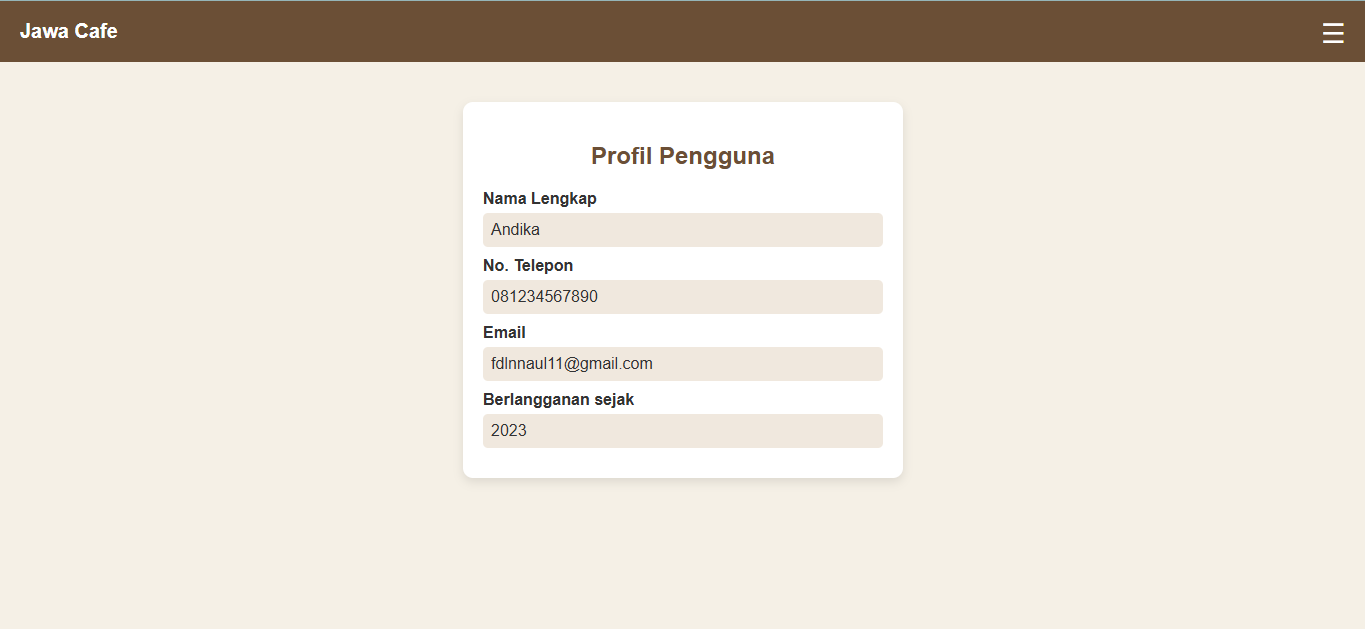 Jawa Cafe
Profil Pengguna
Nama Lengkap
Andika
No. Telepon
081234567890
Email
fdlnnaul11@gmail.com
Berlangganan sejak
2023